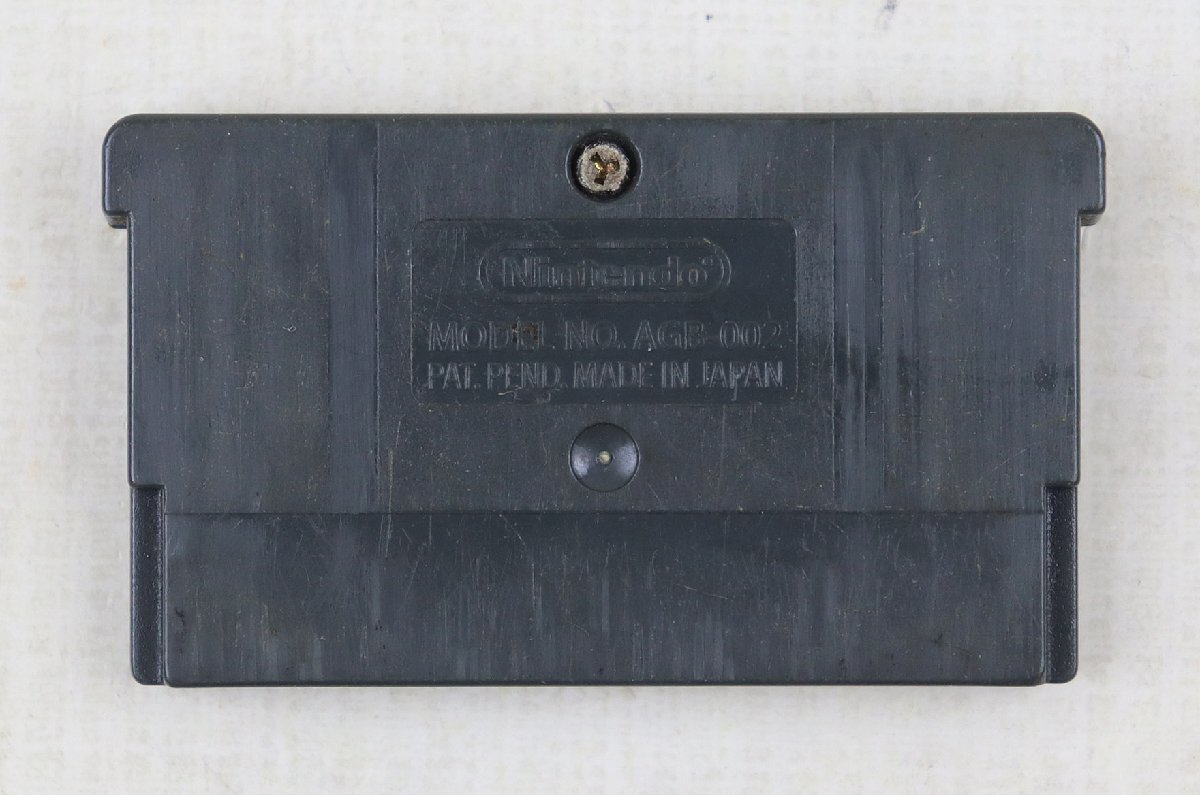 Nintendo®
MODEL NO. AGB-002
PAT. PEND. MADE IN JAPAN